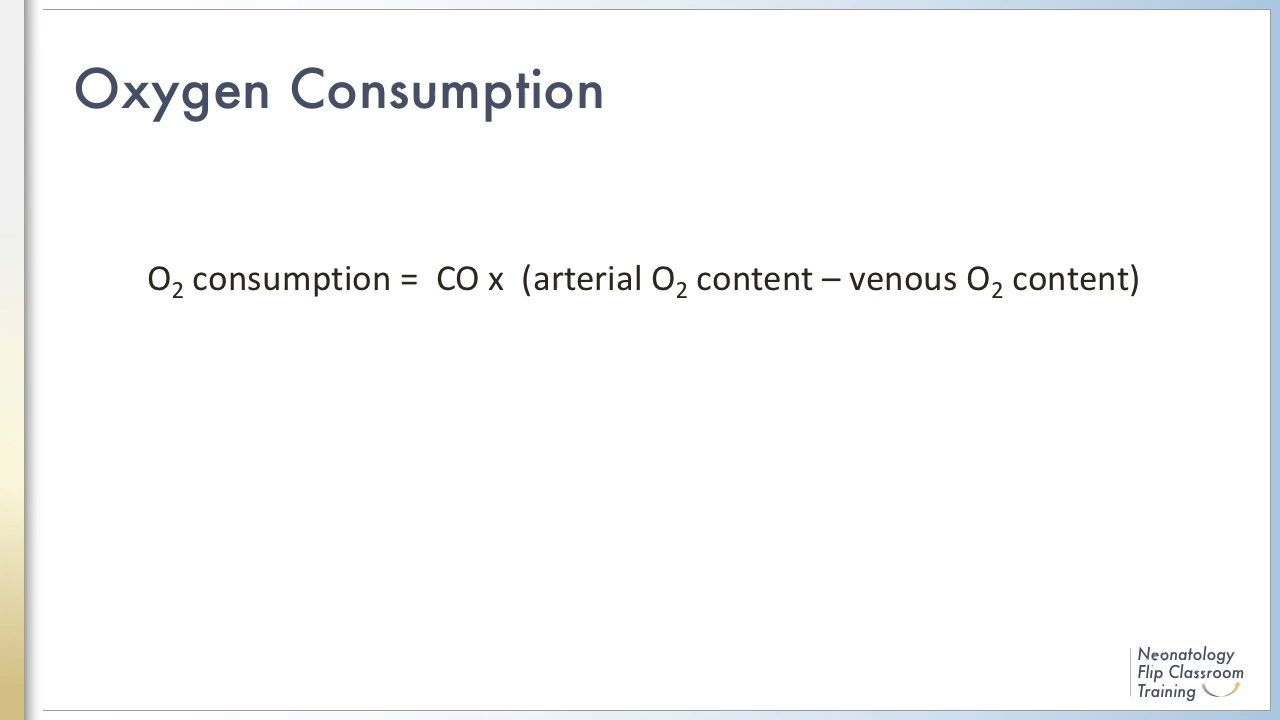 Oxygen Consumption
O₂ consumption =  CO x  (arterial O₂ content – venous O₂ content)
Neonatology
Flip Classroom
Training